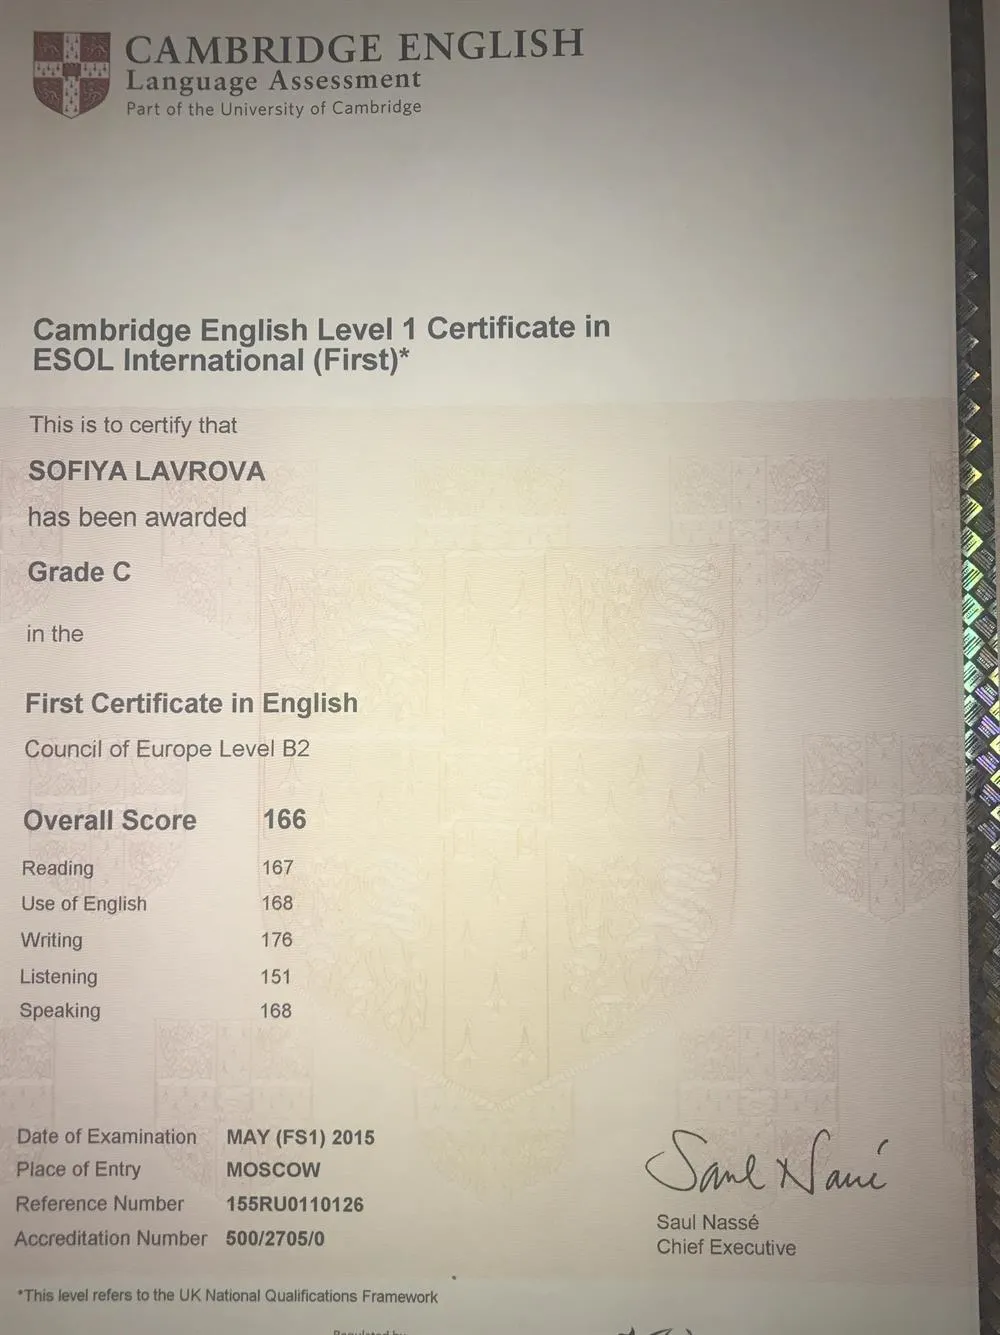 CAMBRIDGE ENGLISH
Language Assessment
Part of the University of Cambridge
Cambridge English Level 1 Certificate in
ESOL International (First)*
This is to certify that
SOFIYA LAVROVA
has been awarded
Grade C
in the
First Certificate in English
Council of Europe Level B2
Overall Score 166
Reading 167
Use of English 168
Writing 176
Listening 151
Speaking 168
Date of Examination MAY (FS1) 2015
Place of Entry MOSCOW
Reference Number 155RU0110126
Accreditation Number 500/2705/0
Saul Nassé
Saul Nassé
Chief Executive
*This level refers to the UK National Qualifications Framework
Regulated by